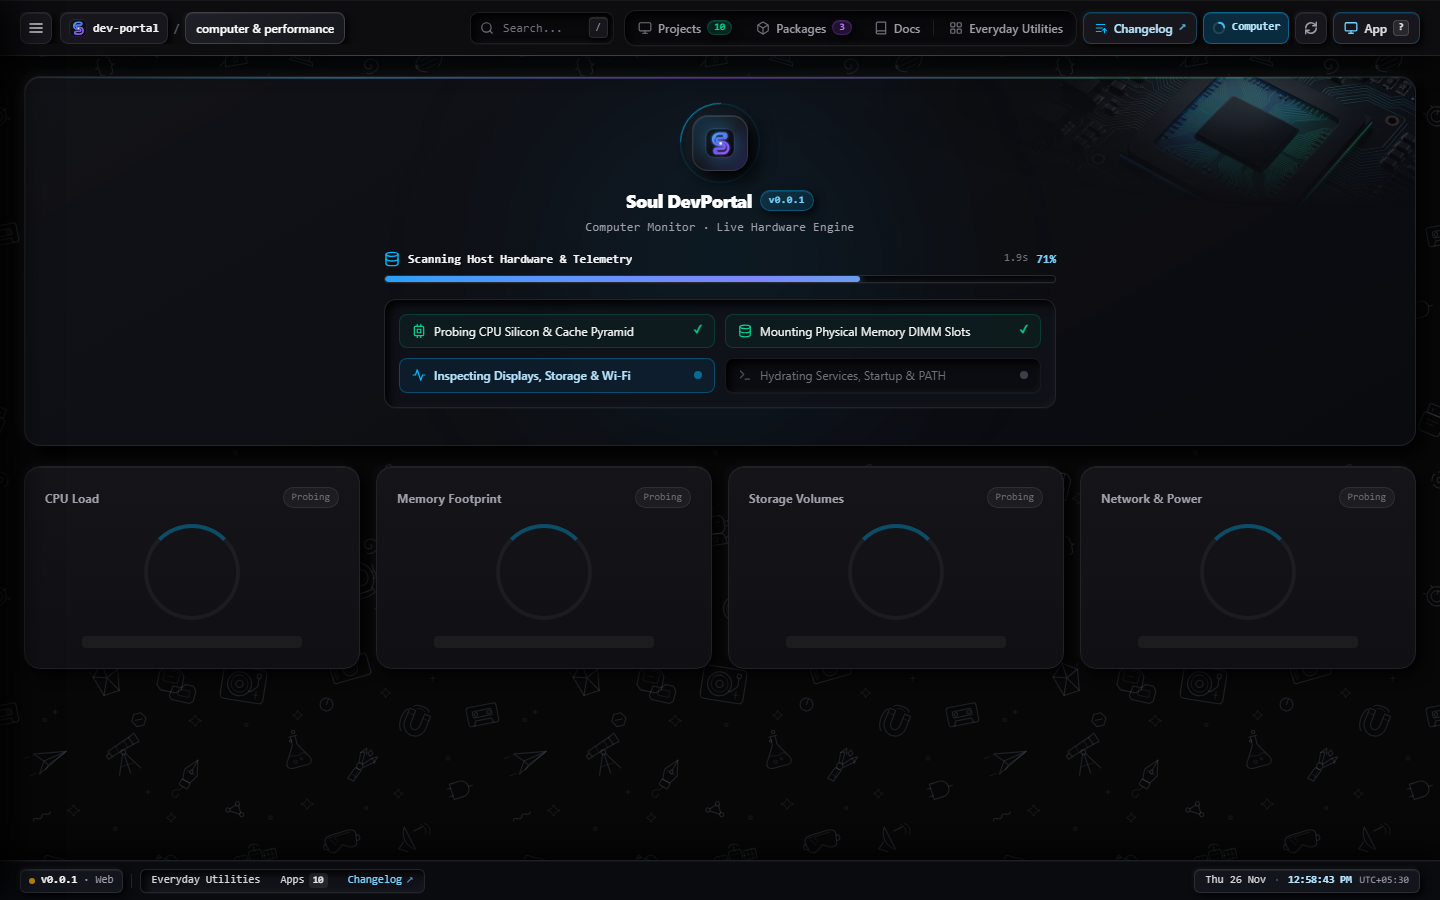 dev-portal / computer & performance
Search... /
Projects 10
Packages 3
Docs
Everyday Utilities
Changelog ↗
Computer
App ?
Soul DevPortal v0.0.1
Computer Monitor · Live Hardware Engine
Scanning Host Hardware & Telemetry 1.9s 71%
Probing CPU Silicon & Cache Pyramid ✓
Mounting Physical Memory DIMM Slots ✓
Inspecting Displays, Storage & Wi-Fi
Hydrating Services, Startup & PATH
CPU Load Probing
Memory Footprint Probing
Storage Volumes Probing
Network & Power Probing
v0.0.1 · Web
Everyday Utilities Apps 10 Changelog ↗
Thu 26 Nov · 12:58:43 PM UTC+05:30